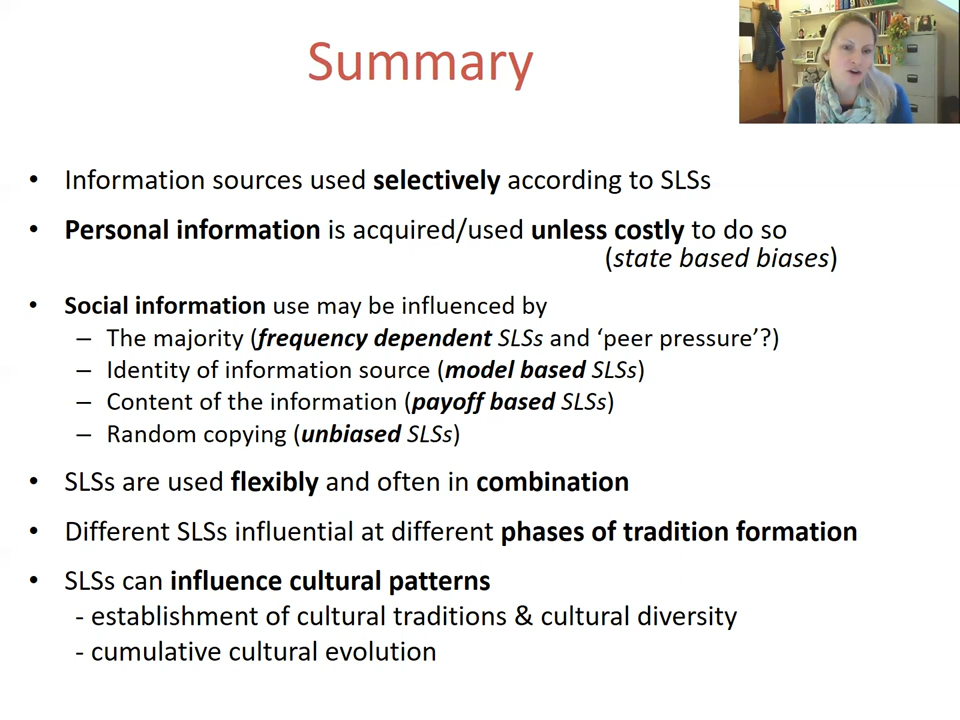 Summary
• Information sources used selectively according to SLSs
• Personal information is acquired/used unless costly to do so
(state based biases)
• Social information use may be influenced by
– The majority (frequency dependent SLSs and ‘peer pressure’?)
– Identity of information source (model based SLSs)
– Content of the information (payoff based SLSs)
– Random copying (unbiased SLSs)
• SLSs are used flexibly and often in combination
• Different SLSs influential at different phases of tradition formation
• SLSs can influence cultural patterns
- establishment of cultural traditions & cultural diversity
- cumulative cultural evolution